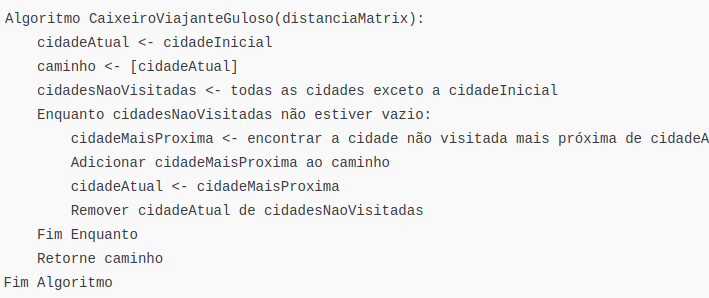 Algoritmo CaixeiroViajanteGuloso(distanciaMatrix):
cidadeAtual <- cidadeInicial
caminho <- [cidadeAtual]
cidadesNaoVisitadas <- todas as cidades exceto a cidadeInicial
Enquanto cidadesNaoVisitadas não estiver vazio:
cidadeMaisProxima <- encontrar a cidade não visitada mais próxima de cidadeA
Adicionar cidadeMaisProxima ao caminho
cidadeAtual <- cidadeMaisProxima
Remover cidadeAtual de cidadesNaoVisitadas
Fim Enquanto
Retorne caminho
Fim Algoritmo